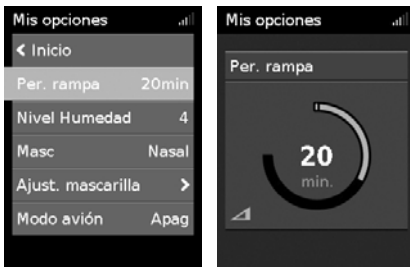 Mis opciones
< Inicio
Per. rampa 20min
Nivel Humedad 4
Masc Nasal
Ajust. mascarilla >
Modo avión Apag
Mis opciones
Per. rampa
20
min.